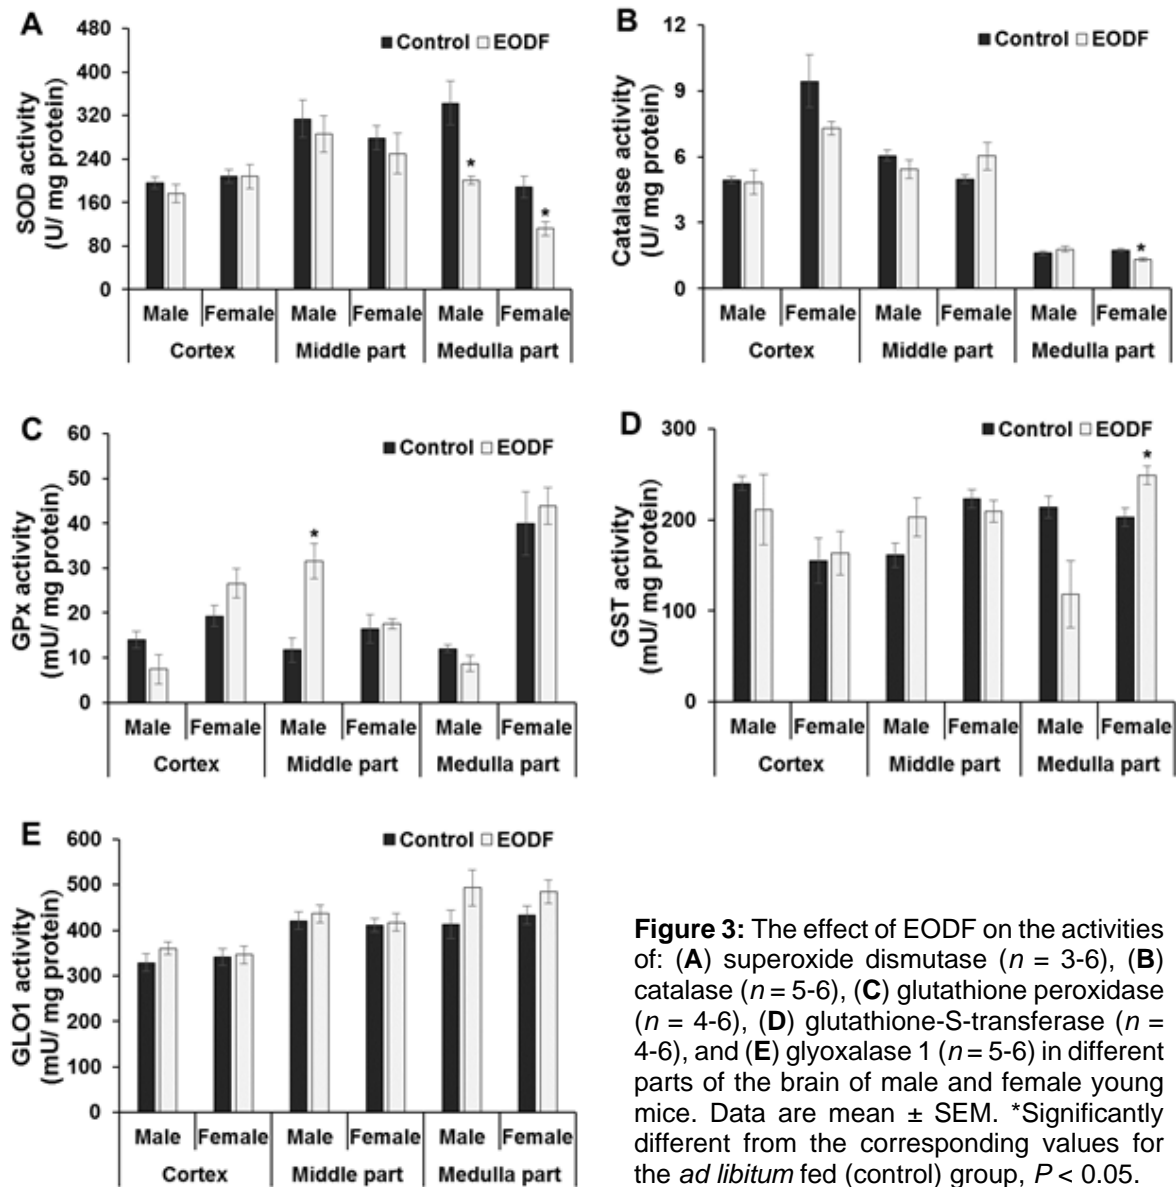 A
480
400
320
240
160
80
0
SOD activity
(U/ mg protein)
Control EODF
*
*
Male Female Male Female Male Female
Cortex Middle part Medulla part
B
12
9
6
3
0
Catalase activity
(U/ mg protein)
Control EODF
*
Male Female Male Female Male Female
Cortex Middle part Medulla part
C
60
50
40
30
20
10
0
GPx activity
(mU/ mg protein)
Control EODF
*
Male Female Male Female Male Female
Cortex Middle part Medulla part
D
300
200
100
0
GST activity
(mU/ mg protein)
Control EODF
*
Male Female Male Female Male Female
Cortex Middle part Medulla part
E
600
500
400
300
200
100
0
GLO1 activity
(mU/ mg protein)
Control EODF
Male Female Male Female Male Female
Cortex Middle part Medulla part
Figure 3: The effect of EODF on the activities
of: (A) superoxide dismutase (n = 3-6), (B)
catalase (n = 5-6), (C) glutathione peroxidase
(n = 4-6), (D) glutathione-S-transferase (n =
4-6), and (E) glyoxalase 1 (n = 5-6) in different
parts of the brain of male and female young
mice. Data are mean ± SEM. *Significantly
different from the corresponding values for
the ad libitum fed (control) group, P < 0.05.